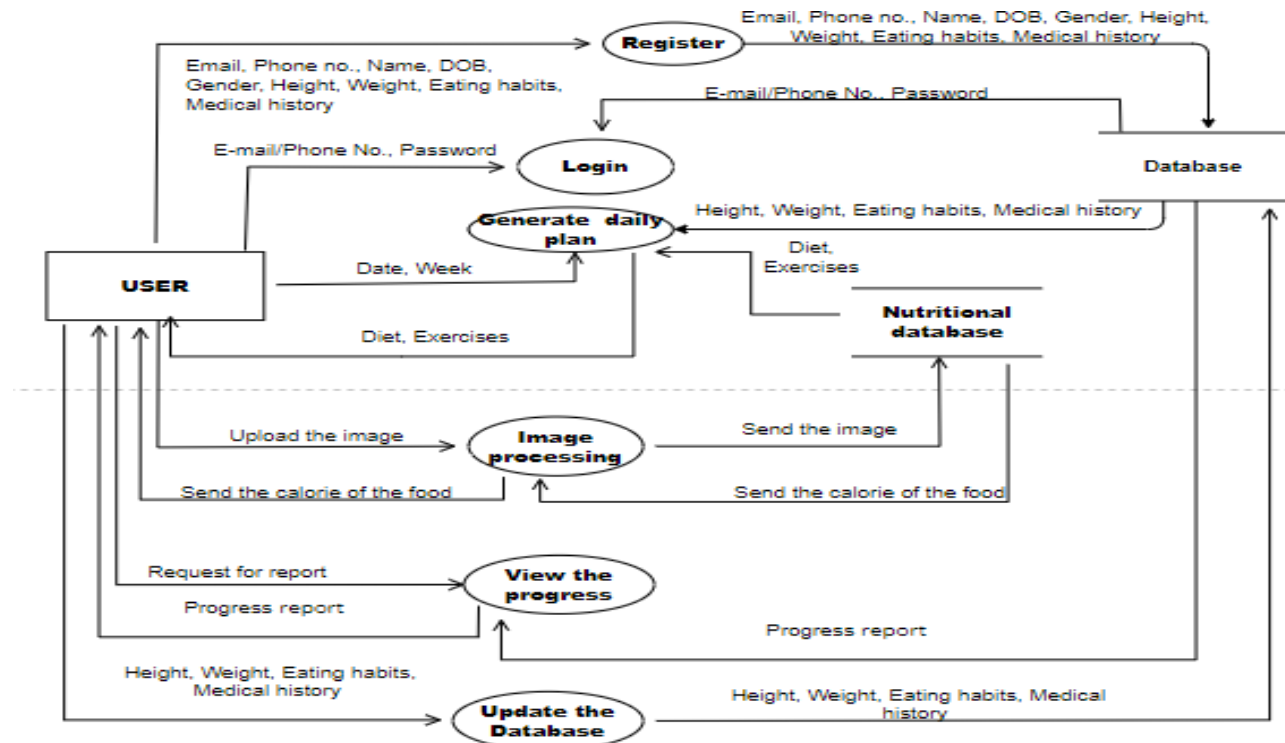 Email, Phone no., Name, DOB, Gender, Height,
Weight, Eating habits, Medical history
Register
Email, Phone no., Name, DOB,
Gender, Height, Weight, Eating habits,
Medical history
E-mail/Phone No., Password
E-mail/Phone No., Password
Login
Database
Generate daily
plan
Height, Weight, Eating habits, Medical history
Diet,
Exercises
Date, Week
USER
Nutritional
database
Diet, Exercises
Upload the image
Image
processing
Send the image
Send the calorie of the food
Send the calorie of the food
Request for report
View the
progress
Progress report
Progress report
Height, Weight, Eating habits,
Medical history
Update the
Database
Height, Weight, Eating habits, Medical
history